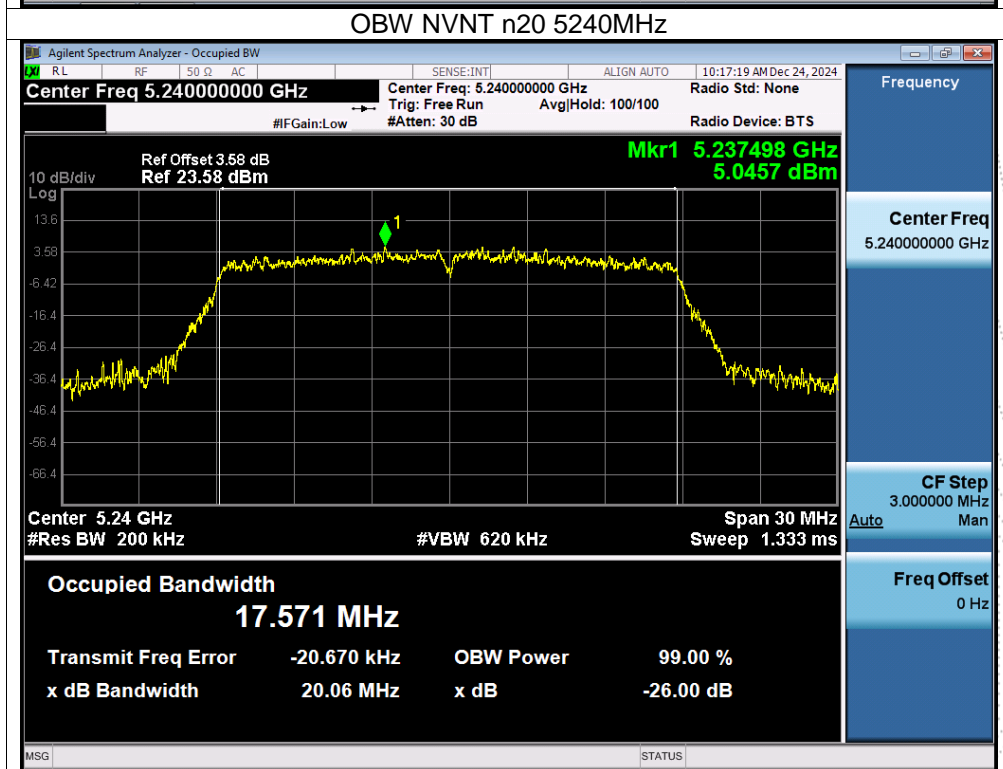 OBW NVNT n20 5240MHz
Agilent Spectrum Analyzer - Occupied BW
LXI RL RF 50 Ω AC SENSE:INT ALIGN AUTO 10:17:19 AM Dec 24, 2024
Center Freq 5.240000000 GHz
Center Freq: 5.240000000 GHz Radio Std: None
Trig: Free Run Avg|Hold: 100/100
#IFGain:Low #Atten: 30 dB Radio Device: BTS
Frequency
Mkr1 5.237498 GHz
5.0457 dBm
Ref Offset 3.58 dB
10 dB/div Ref 23.58 dBm
Log
13.6
3.58
-6.42
-16.4
-26.4
-36.4
-46.4
-56.4
-66.4
1
Center 5.24 GHz Span 30 MHz
#Res BW 200 kHz #VBW 620 kHz Sweep 1.333 ms
Center Freq
5.240000000 GHz
CF Step
3.000000 MHz
Auto Man
Freq Offset
0 Hz
Occupied Bandwidth
17.571 MHz
Transmit Freq Error -20.670 kHz OBW Power 99.00 %
x dB Bandwidth 20.06 MHz x dB -26.00 dB
MSG STATUS